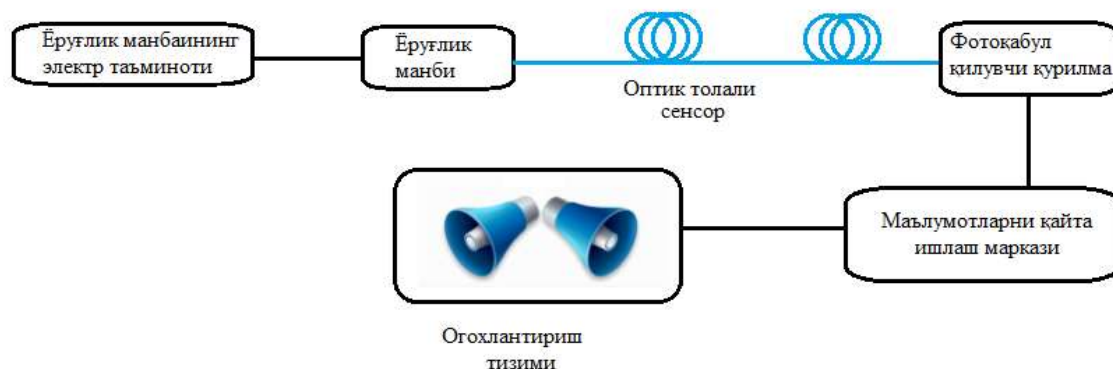 Ёруғлик манбаининг
электр таъминоти
Ёруғлик
манби
Оптик толали
сенсор
Фотоқабул
қилувчи қурилма
Маълумотларни қайта
ишлаш маркази
Огохлантириш
тизими